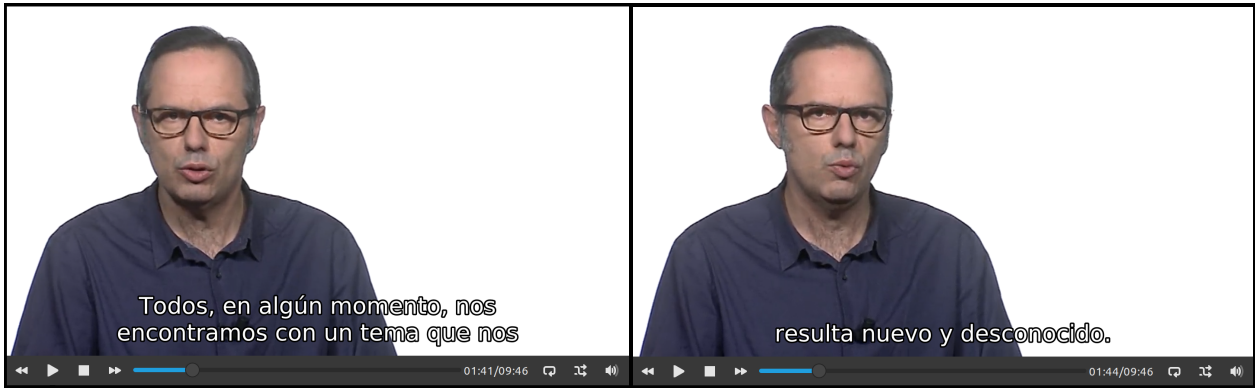 Todos, en algún momento, nos
encontramos con un tema que nos
01:41/09:46
resulta nuevo y desconocido.
01:44/09:46